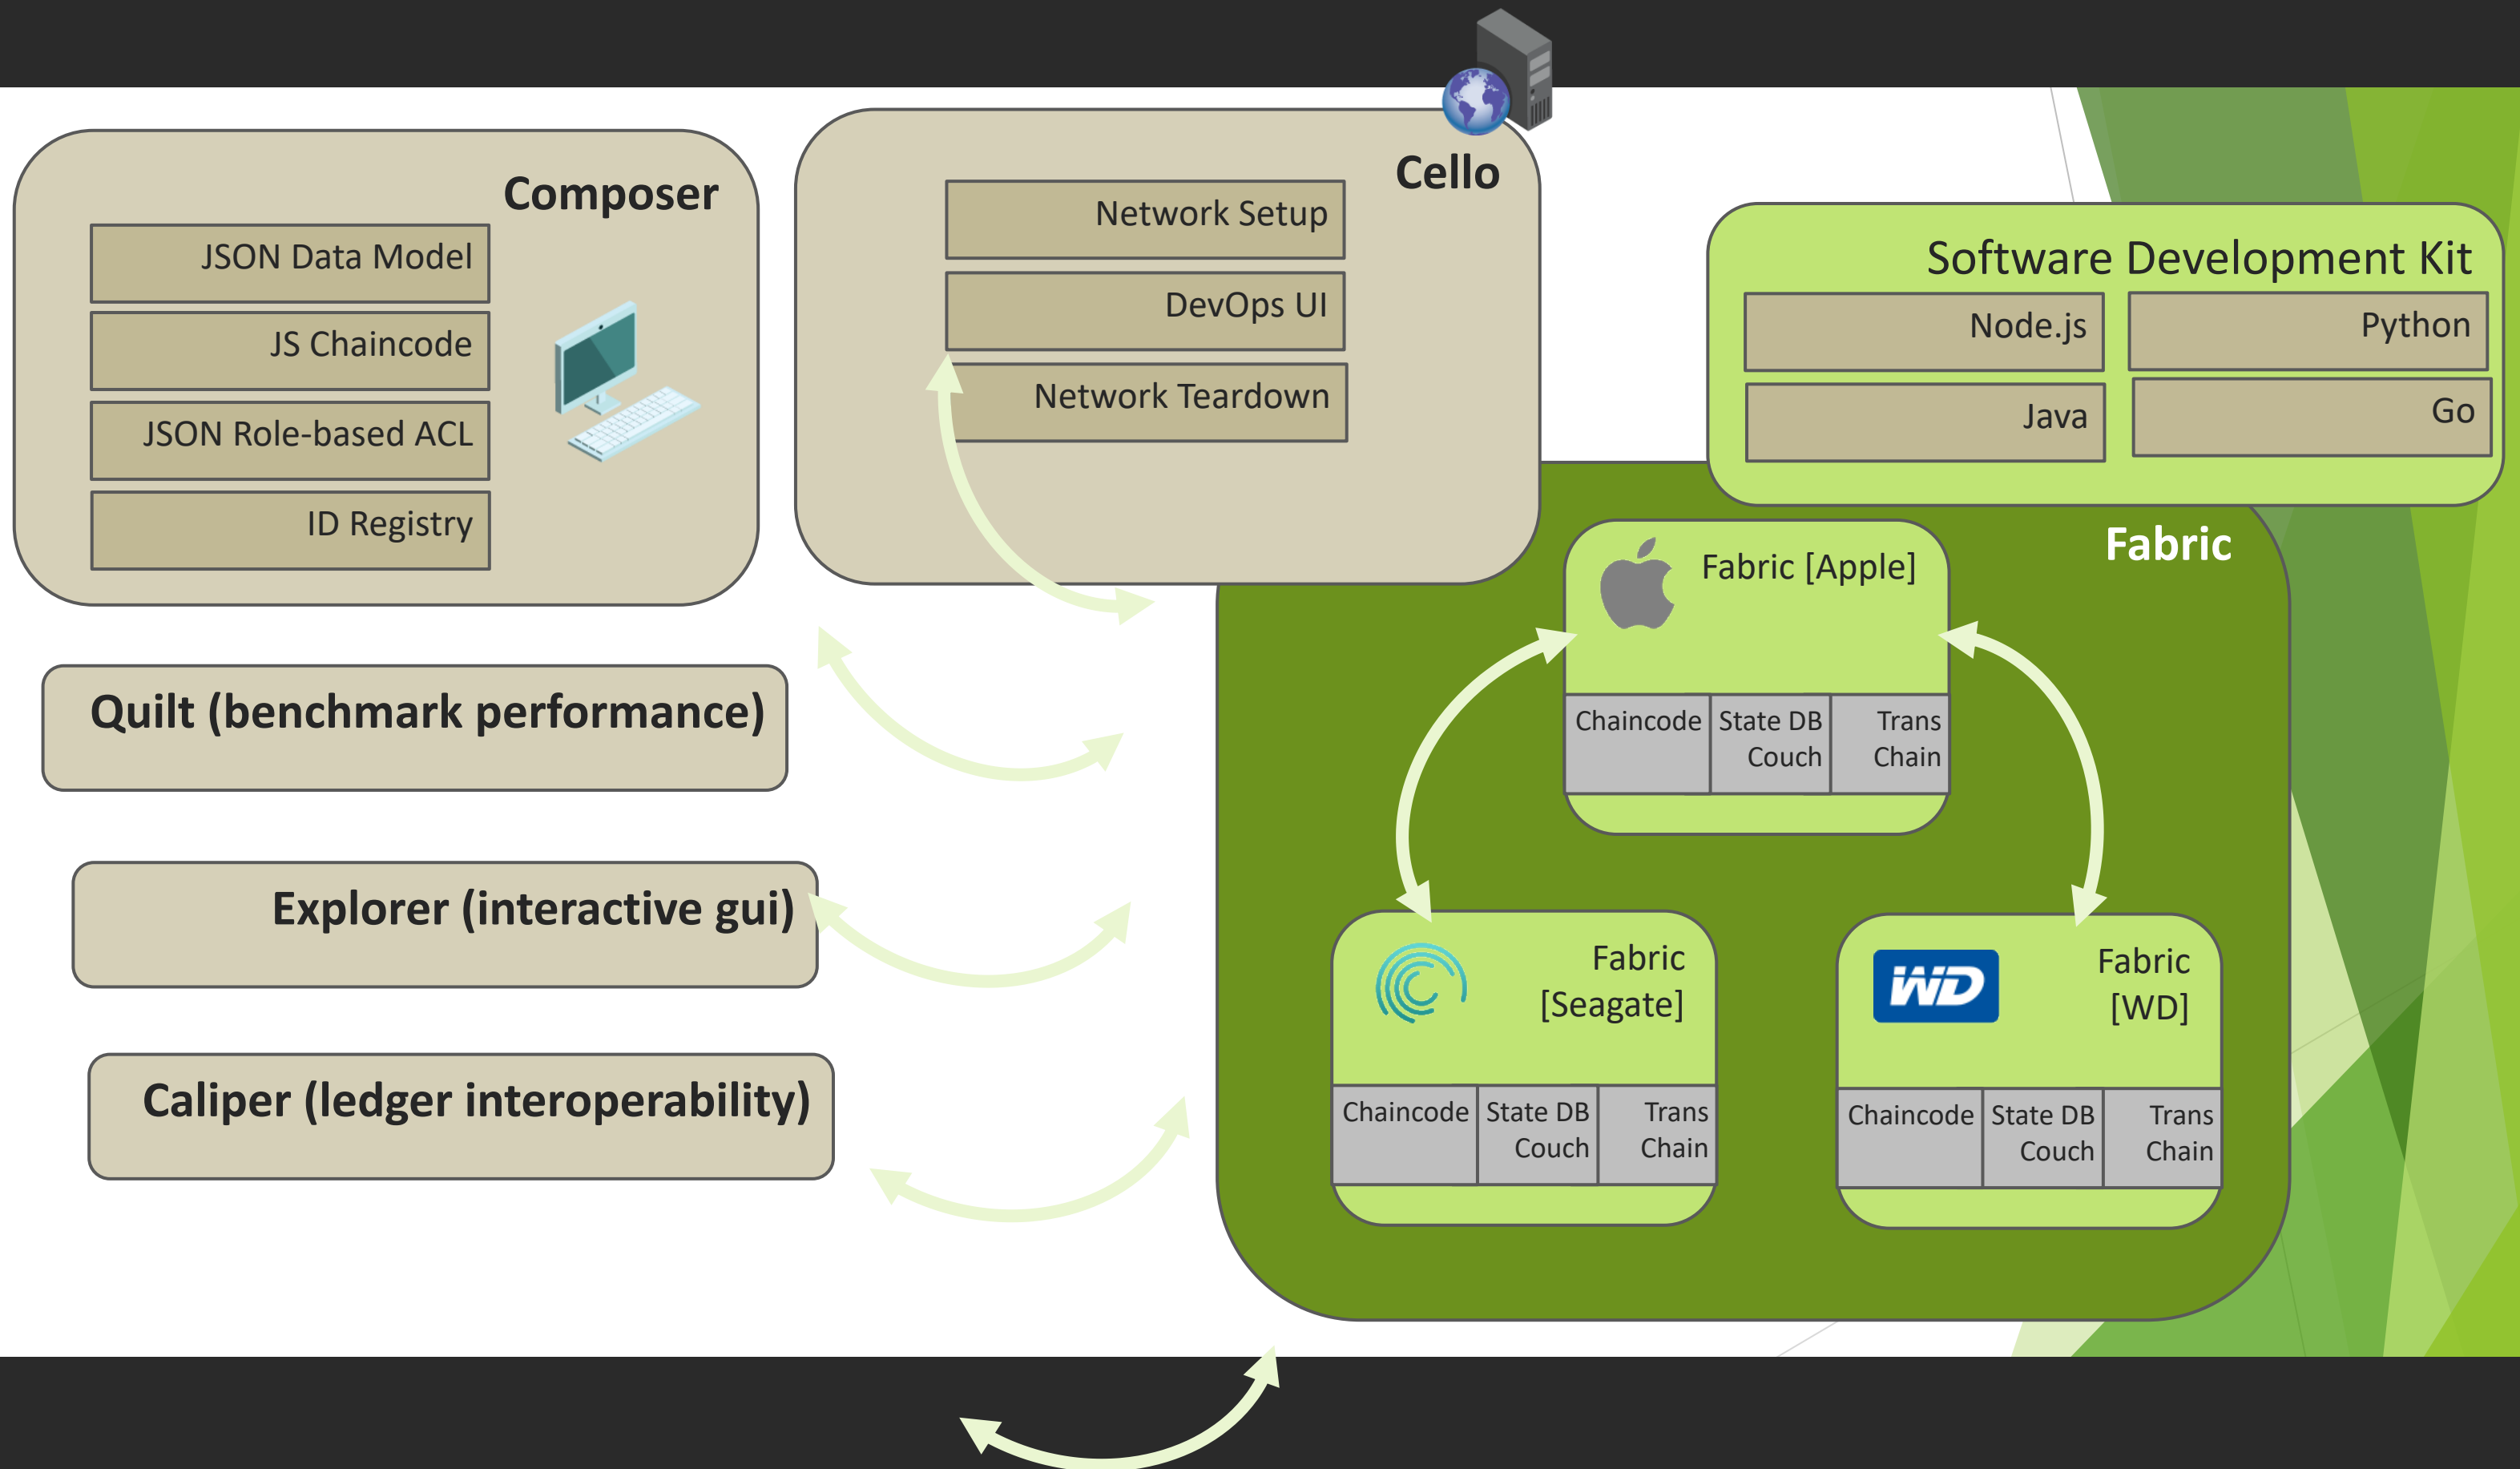 Composer
JSON Data Model
JS Chaincode
JSON Role-based ACL
ID Registry
Cello
Network Setup
DevOps UI
Network Teardown
Software Development Kit
Node.js
Python
Java
Go
Quilt (benchmark performance)
Explorer (interactive gui)
Caliper (ledger interoperability)
Fabric
Fabric [Apple]
Chaincode
State DB
Couch
Trans
Chain
Fabric
[Seagate]
Chaincode
State DB
Couch
Trans
Chain
WD
Fabric
[WD]
Chaincode
State DB
Couch
Trans
Chain